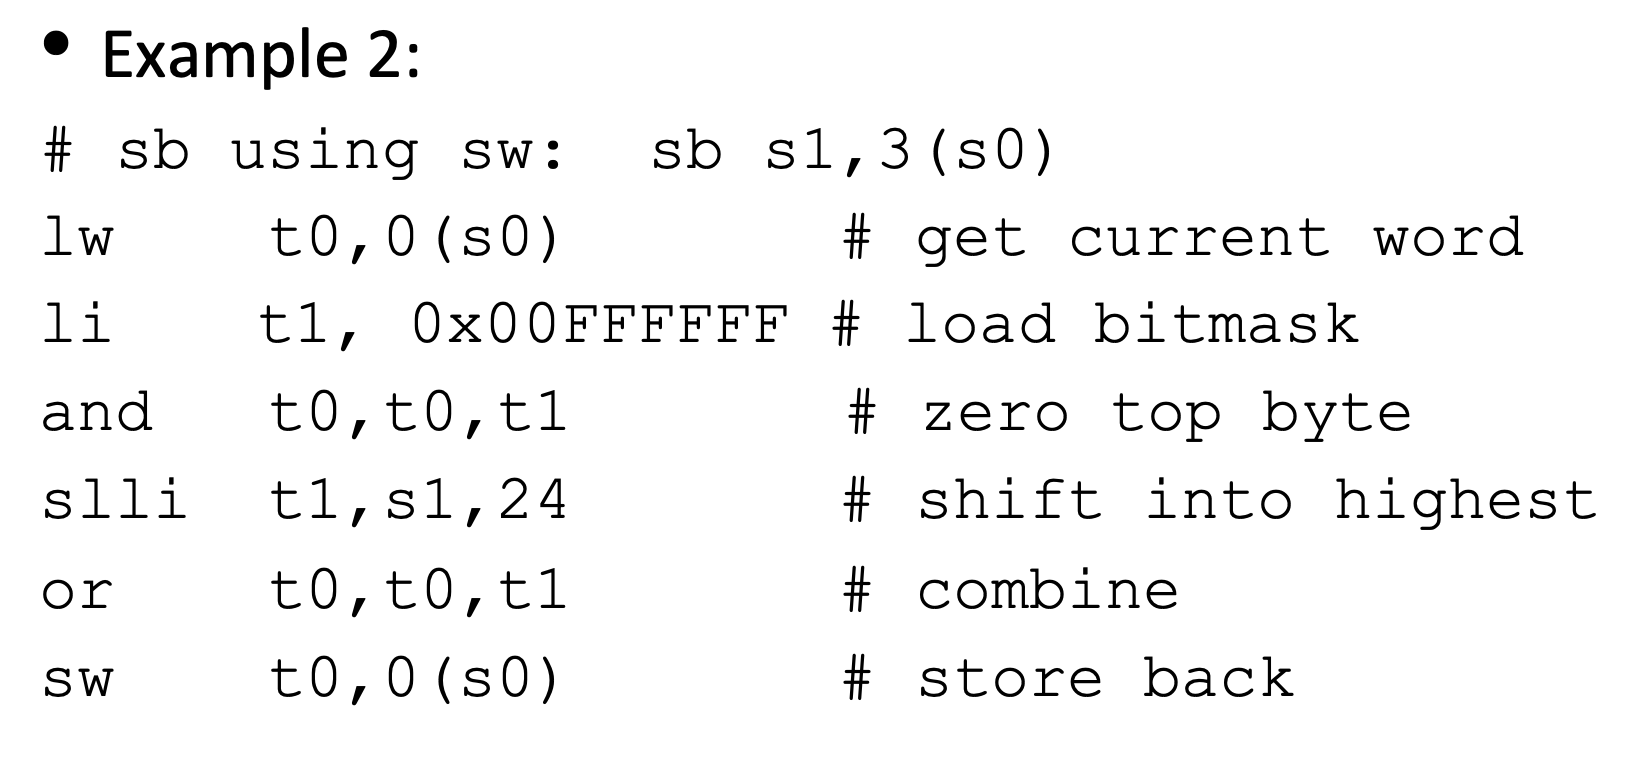 • Example 2:
# sb using sw:  sb s1,3(s0)
lw    t0,0(s0)       # get current word
li    t1, 0x00FFFFFF # load bitmask
and   t0,t0,t1       # zero top byte
slli  t1,s1,24       # shift into highest
or    t0,t0,t1       # combine
sw    t0,0(s0)       # store back